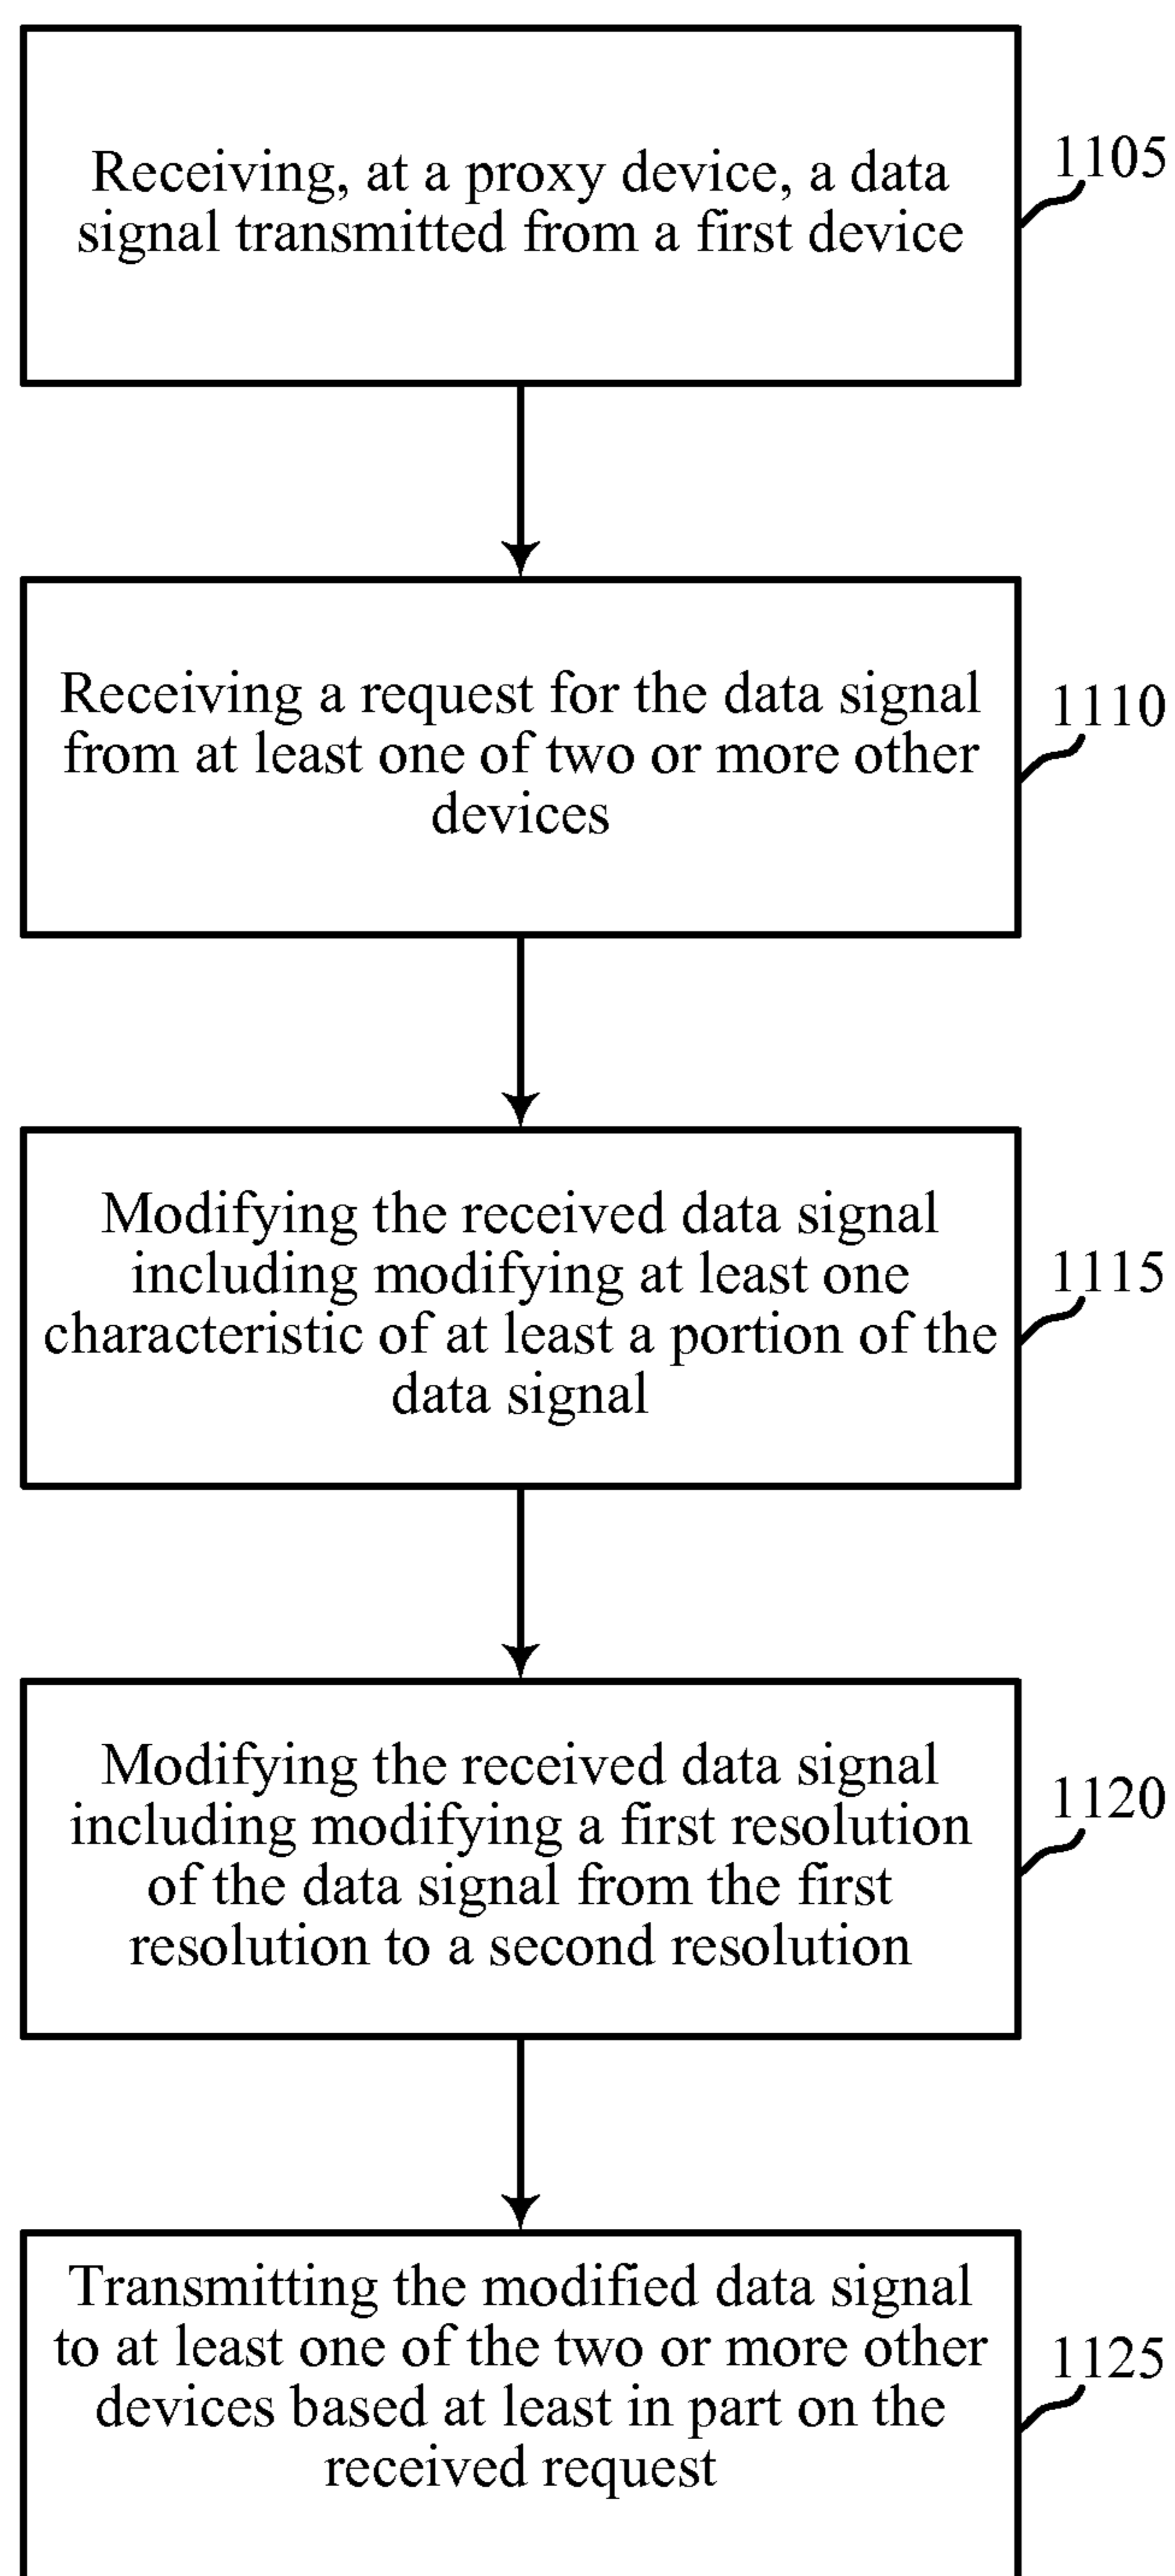 Receiving, at a proxy device, a data
signal transmitted from a first device
1105
Receiving a request for the data signal
from at least one of two or more other
devices
1110
Modifying the received data signal
including modifying at least one
characteristic of at least a portion of the
data signal
1115
Modifying the received data signal
including modifying a first resolution
of the data signal from the first
resolution to a second resolution
1120
Transmitting the modified data signal
to at least one of the two or more other
devices based at least in part on the
received request
1125